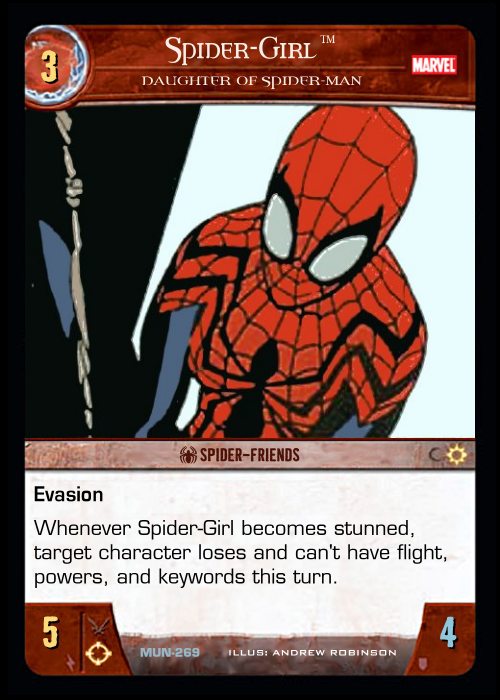 3
Spider-Girl™
DAUGHTER OF SPIDER-MAN
MARVEL
SPIDER-FRIENDS
C
Evasion
Whenever Spider-Girl becomes stunned,
target character loses and can't have flight,
powers, and keywords this turn.
5
MUN-269 ILLUS: ANDREW ROBINSON
4